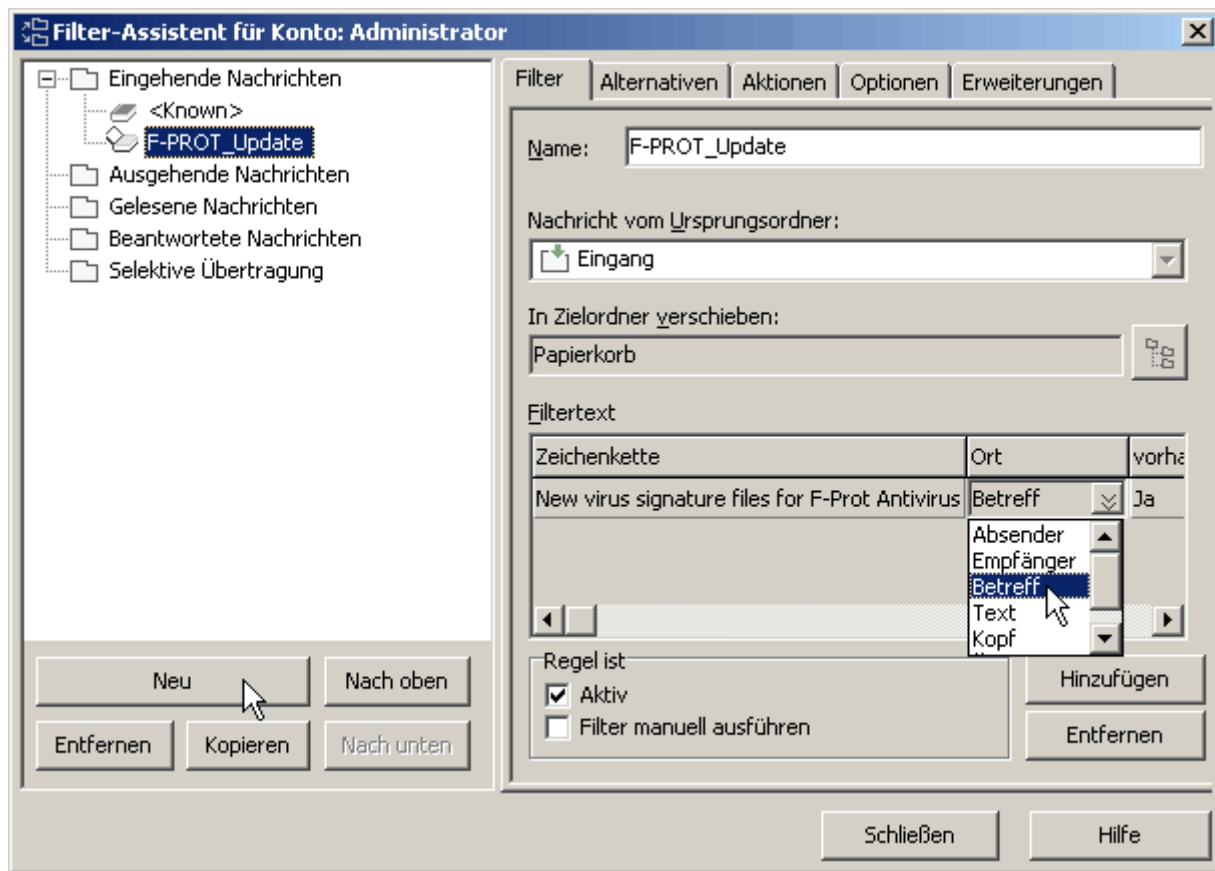 Filter-Assistent für Konto: Administrator
Eingehende Nachrichten
<Known>
F-PROT_Update
Ausgehende Nachrichten
Gelesene Nachrichten
Beantwortete Nachrichten
Selektive Übertragung
Neu
Nach oben
Entfernen
Kopieren
Nach unten
Filter
Alternativen
Aktionen
Optionen
Erweiterungen
Name:
F-PROT_Update
Nachricht vom Ursprungsordner:
Eingang
In Zielordner verschieben:
Papierkorb
Filtertext
Zeichenkette
Ort
vorha
New virus signature files for F-Prot Antivirus
Betreff
Ja
Absender
Empfänger
Betreff
Text
Kopf
Regel ist
Aktiv
Filter manuell ausführen
Hinzufügen
Entfernen
Schließen
Hilfe